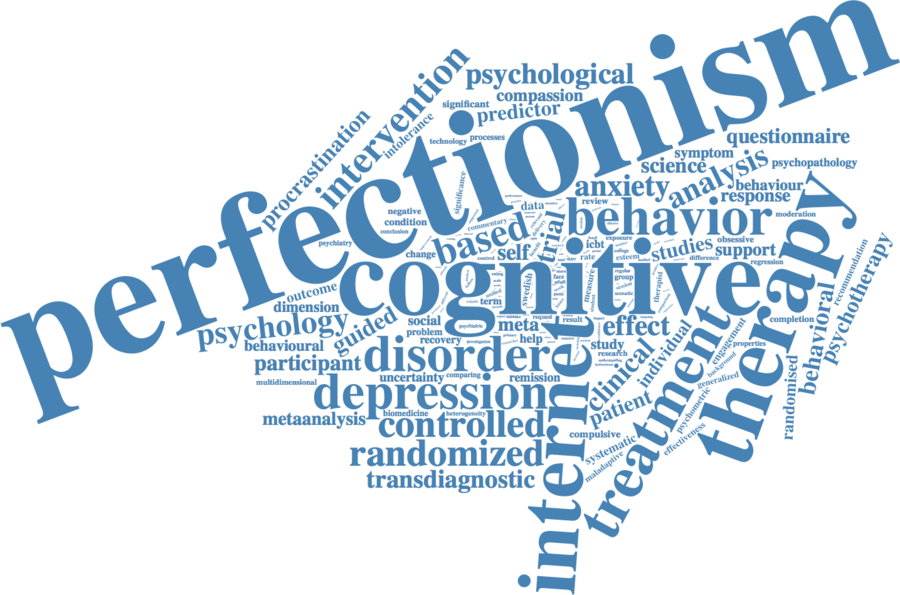 perfectionism
cognitive
therapy
behavior
internet
treatment
intervention
psychological
compassion
significant
predictor
procrastination
intolerance
technology
processes
questionnaire
symptom
science
analysis
psychopathology
anxiety
behaviour
response
significance
data
review
negative
condition
conclusion
commentary
moderation
psychiatry
based
trial
icbt
exposure
college
studies
obsessive
support
change
control
self
rate
esteem
difference
regression
recommendation
psychotherapy
outcome
dimension
term
swedish
measure
group
therapist
psychology
guided
social
problem
recovery
psychiatric
meta
request
result
help
effect
study
research
individual
engagement
properties
completion
behavioral
behavioural
participant
disorder
investigation
multidimensional
uncertainty
comparing
remission
depression
clinical
patient
background
generalized
randomised
metaanalysis
biomedicine
heterogeneity
controlled
compulsive
psychometric
effectiveness
systematic
maladaptive
randomized
transdiagnostic